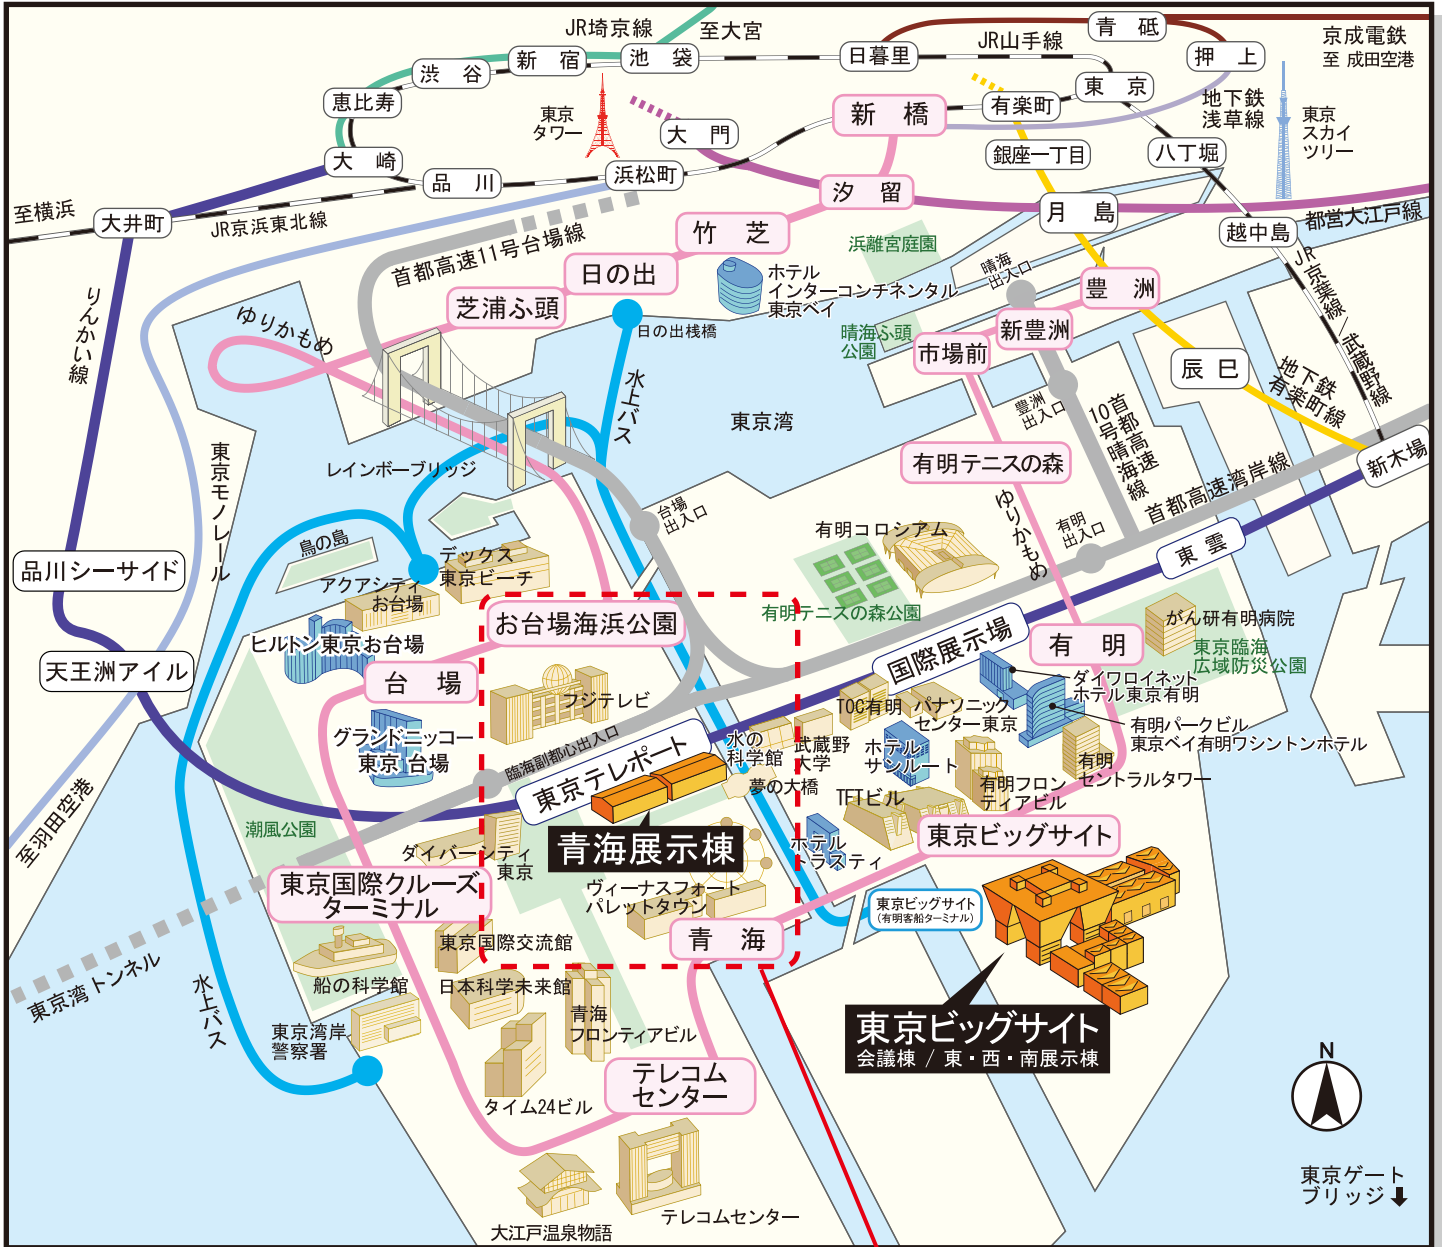 JR埼京線
至大宮
青砥
京成電鉄
至 成田空港
渋谷
新宿
池袋
日暮里
JR山手線
押上
恵比寿
東京
タワー
大門
新橋
有楽町
東京
地下鉄
浅草線
東京
スカイ
ツリー
大崎
品川
浜松町
銀座一丁目
八丁堀
至横浜
大井町
JR京浜東北線
汐留
月島
越中島
都営大江戸線
首都高速11号台場線
竹芝
浜離宮庭園
日の出
ホテル
インターコンチネンタル
東京ベイ
晴海
出入口
豊洲
JR京葉線/武蔵野線
りんかい線
ゆりかもめ
芝浦ふ頭
日の出桟橋
晴海ふ頭
公園
市場前
新豊洲
辰巳
地下鉄
有楽町線
水上バス
東京湾
豊洲
出入口
10号首都高速
晴海線
新木場
東京モノレール
レインボーブリッジ
有明テニスの森
首都高速湾岸線
台場
出入口
有明コロシアム
ゆりかもめ
有明
出入口
東雲
鳥の島
デックス
東京ビーチ
品川シーサイド
アクアシティ
お台場
お台場海浜公園
有明テニスの森公園
がん研有明病院
ヒルトン東京お台場
国際展示場
有明
東京臨海
広域防災公園
天王洲アイル
台場
フジテレビ
ダイワロイネット
ホテル東京有明
TOC有明
パナソニック
センター東京
有明パークビル
東京ベイ有明ワシントンホテル
グランドニッコー
東京 台場
臨海副都心出入口
東京テレポート
水の
科学館
武蔵野
大学
ホテル
サンルート
有明
セントラルタワー
有明フロン
ティアビル
夢の大橋
TFTビル
至羽田空港
潮風公園
青海展示棟
東京ビッグサイト
ダイバーシティ
東京
ホテル
トラスティ
東京国際クルーズ
ターミナル
ヴィーナスフォート
パレットタウン
東京ビッグサイト
(有明客船ターミナル)
東京国際交流館
青海
東京湾トンネル
水上バス
船の科学館
日本科学未来館
青海
フロンティアビル
東京ビッグサイト
会議棟 / 東・西・南展示棟
東京湾岸
警察署
テレコム
センター
タイム24ビル
N
東京ゲート
ブリッジ
大江戸温泉物語
テレコムセンター